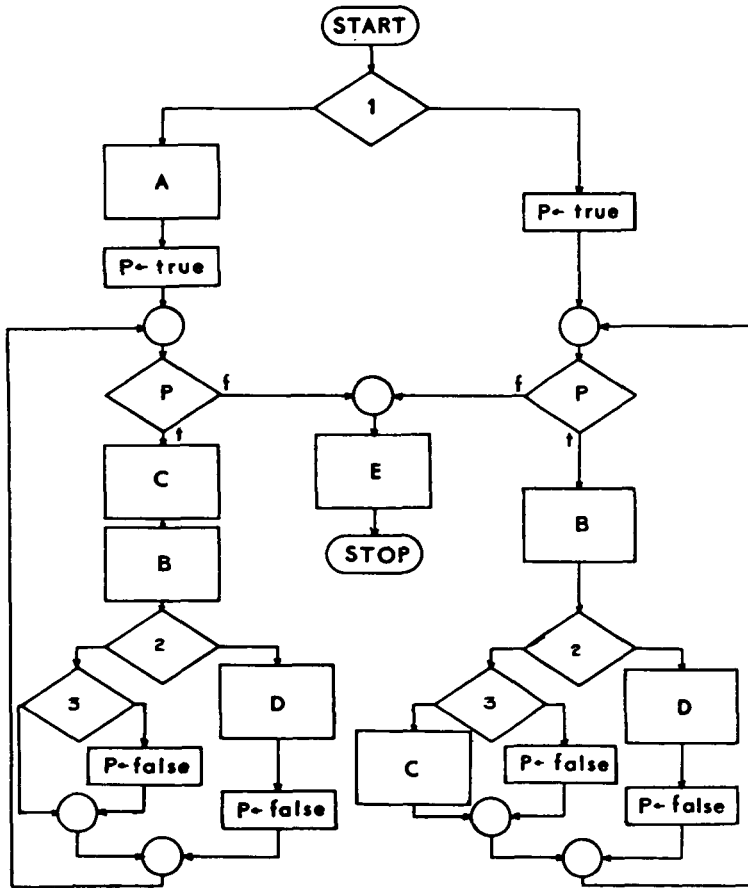 START
1
A
P← true
P← true
P
f
f
P
t
t
C
E
B
B
STOP
2
2
3
D
3
D
P←false
C
P← false
P← false
P← false